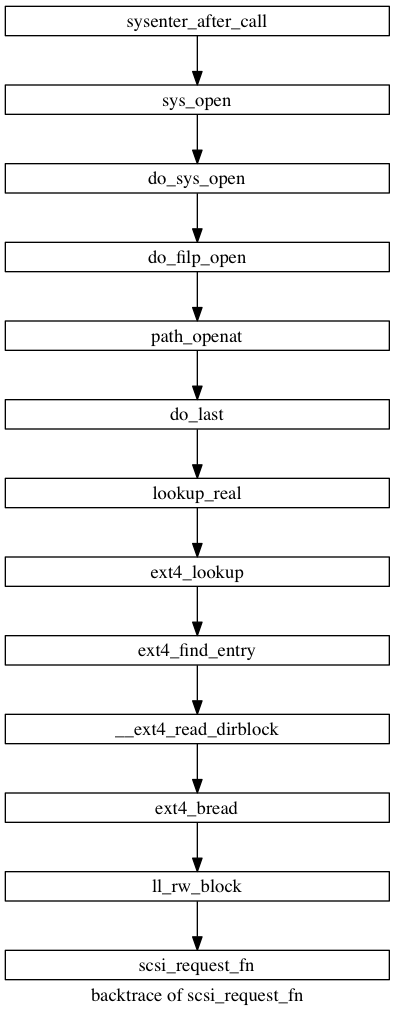 sysenter_after_call
sys_open
do_sys_open
do_filp_open
path_openat
do_last
lookup_real
ext4_lookup
ext4_find_entry
__ext4_read_dirblock
ext4_bread
ll_rw_block
scsi_request_fn
backtrace of scsi_request_fn